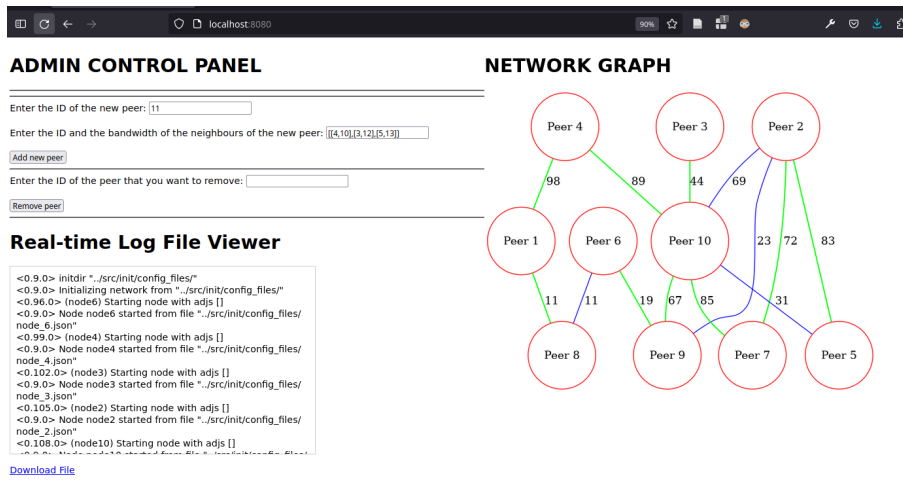 localhost:8080
90%
1
ADMIN CONTROL PANEL
Enter the ID of the new peer: 11
Enter the ID and the bandwidth of the neighbours of the new peer: [[4,10],[3,12],[5,13]]
Add new peer
Enter the ID of the peer that you want to remove:
Remove peer
Real-time Log File Viewer
<0.9.0> initdir "../src/init/config_files/"
<0.9.0> Initializing network from "../src/init/config_files/"
<0.96.0> (node6) Starting node with adjs []
<0.9.0> Node node6 started from file "../src/init/config_files/
node_6.json"
<0.99.0> (node4) Starting node with adjs []
<0.9.0> Node node4 started from file "../src/init/config_files/
node_4.json"
<0.102.0> (node3) Starting node with adjs []
<0.9.0> Node node3 started from file "../src/init/config_files/
node_3.json"
<0.105.0> (node2) Starting node with adjs []
<0.9.0> Node node2 started from file "../src/init/config_files/
node_2.json"
<0.108.0> (node10) Starting node with adjs []
Download File
NETWORK GRAPH
Peer 4
Peer 3
Peer 2
98
89
44
69
Peer 1
Peer 6
Peer 10
23
72
83
11
11
19
67
85
31
Peer 8
Peer 9
Peer 7
Peer 5